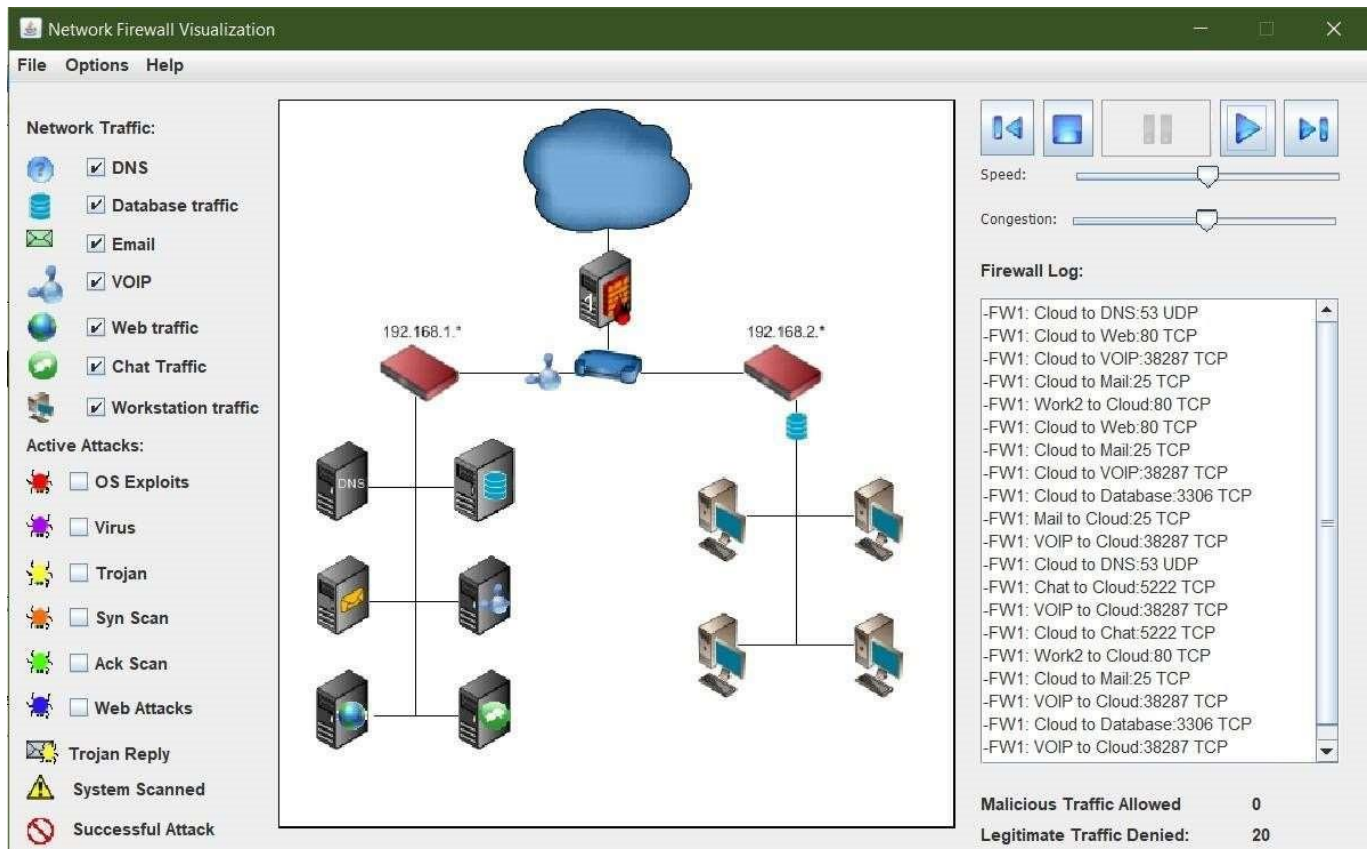 Network Firewall Visualization
File Options Help
Network Traffic:
DNS
Database traffic
Email
VOIP
Web traffic
Chat Traffic
Workstation traffic
Active Attacks:
OS Exploits
Virus
Trojan
Syn Scan
Ack Scan
Web Attacks
Trojan Reply
System Scanned
Successful Attack
1
192.168.1.*
192.168.2.*
DNS
Speed:
Congestion:
Firewall Log:
-FW1: Cloud to DNS:53 UDP
-FW1: Cloud to Web:80 TCP
-FW1: Cloud to VOIP:38287 TCP
-FW1: Cloud to Mail:25 TCP
-FW1: Work2 to Cloud:80 TCP
-FW1: Cloud to Web:80 TCP
-FW1: Cloud to Mail:25 TCP
-FW1: Cloud to VOIP:38287 TCP
-FW1: Cloud to Database:3306 TCP
-FW1: Mail to Cloud:25 TCP
-FW1: VOIP to Cloud:38287 TCP
-FW1: Cloud to DNS:53 UDP
-FW1: Chat to Cloud:5222 TCP
-FW1: VOIP to Cloud:38287 TCP
-FW1: Cloud to Chat:5222 TCP
-FW1: Work2 to Cloud:80 TCP
-FW1: Cloud to Mail:25 TCP
-FW1: VOIP to Cloud:38287 TCP
-FW1: Cloud to Database:3306 TCP
-FW1: VOIP to Cloud:38287 TCP
Malicious Traffic Allowed 0
Legitimate Traffic Denied: 20